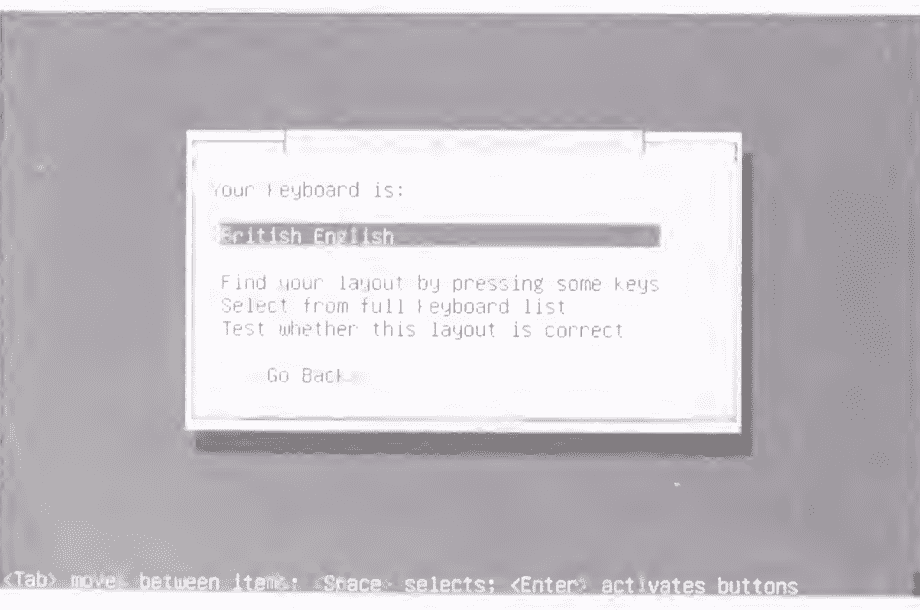 Your keyboard is:
British English
Find your layout by pressing some keys
Select from full keyboard list
Test whether this layout is correct
Go Back
<Tab> moves between items; <Space> selects; <Enter> activates buttons